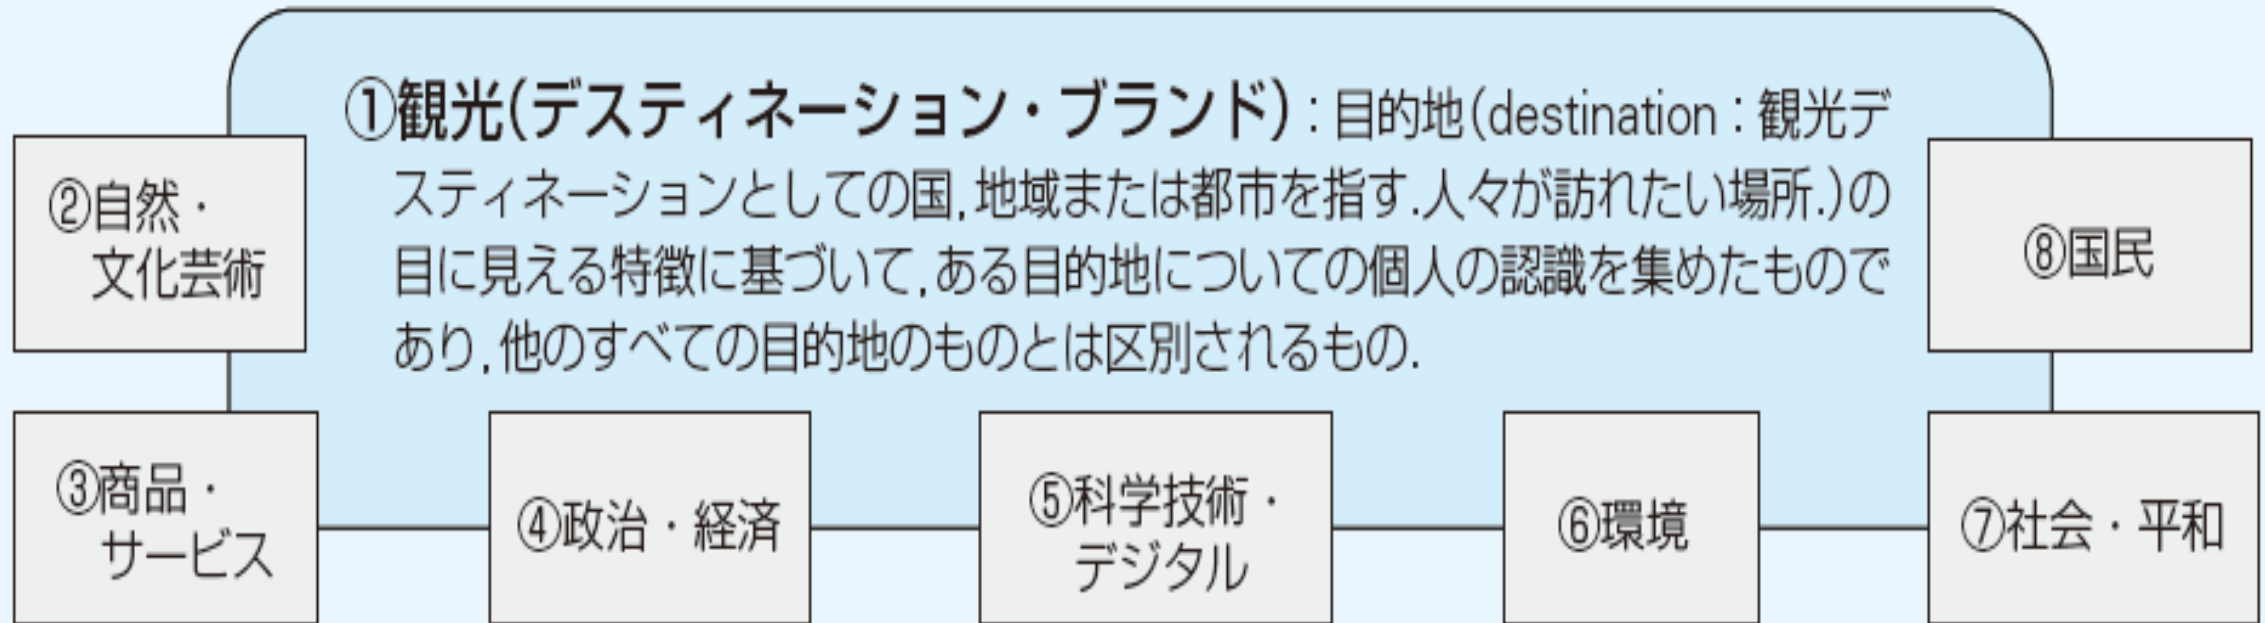 ①観光(デスティネーション・ブランド):目的地(destination:観光デ
スティネーションとしての国,地域または都市を指す.人々が訪れたい場所.)の
目に見える特徴に基づいて,ある目的地についての個人の認識を集めたもので
あり,他のすべての目的地のものとは区別されるもの.
②自然・
文化芸術
③商品・
サービス
④政治・経済
⑤科学技術・
デジタル
⑥環境
⑦社会・平和
⑧国民